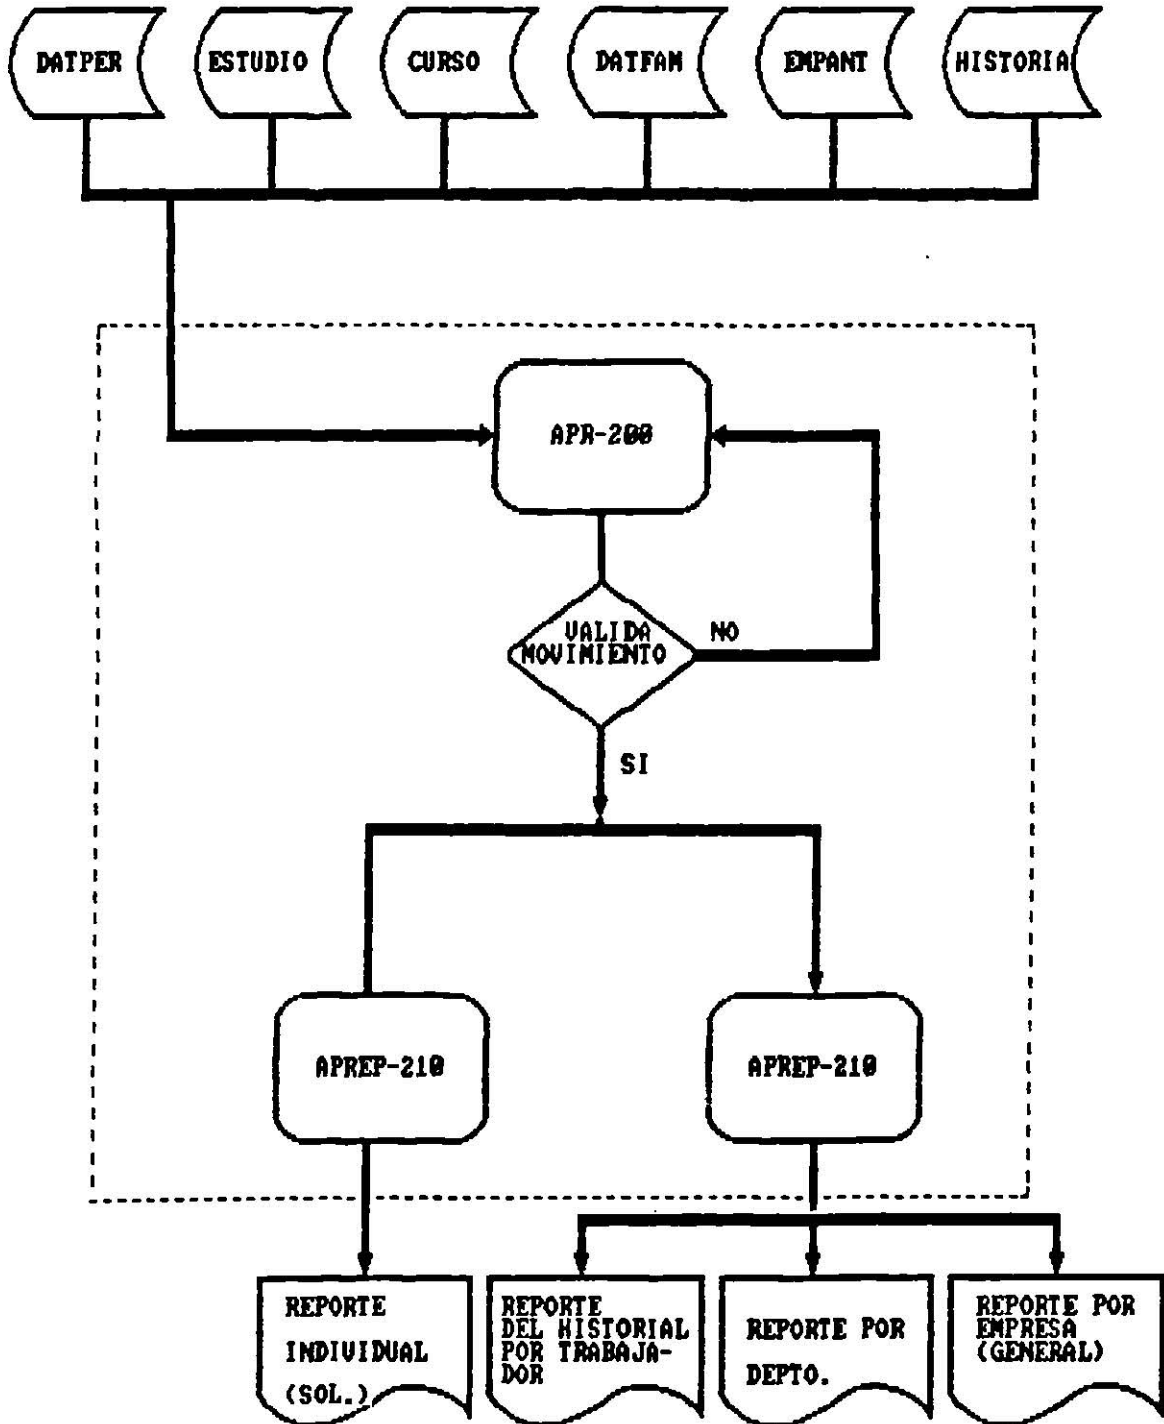 DATPER
ESTUDIO
CURSO
DATFAM
EMPANT
HISTORIA
APR-200
VALIDA
MOVIMIENTO
NO
SI
APREP-210
APREP-210
REPORTE
INDIVIDUAL
(SOL.)
REPORTE
DEL HISTORIAL
POR TRABAJA-
DOR
REPORTE POR
DEPTO.
REPORTE POR
EMPRESA
(GENERAL)